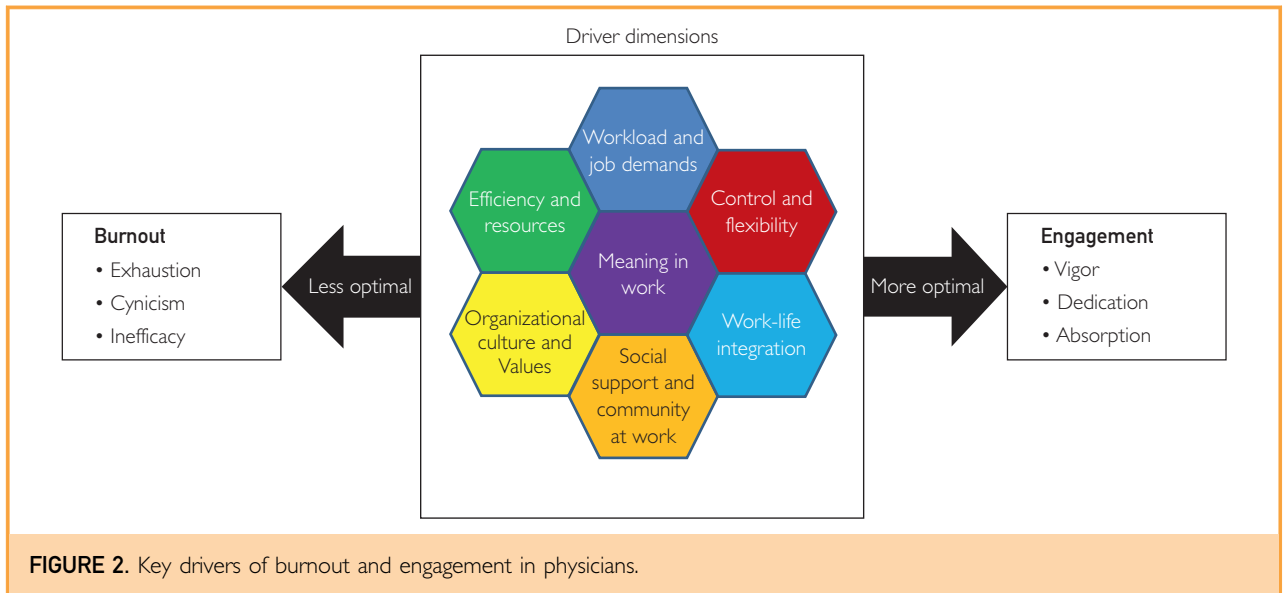 Driver dimensions
Workload and
job demands
Efficiency and
resources
Control and
flexibility
Meaning in
work
Organizational
culture and
Values
Work-life
integration
Social
support and
community
at work
Burnout
• Exhaustion
• Cynicism
• Inefficacy
Less optimal
More optimal
Engagement
• Vigor
• Dedication
• Absorption
FIGURE 2. Key drivers of burnout and engagement in physicians.